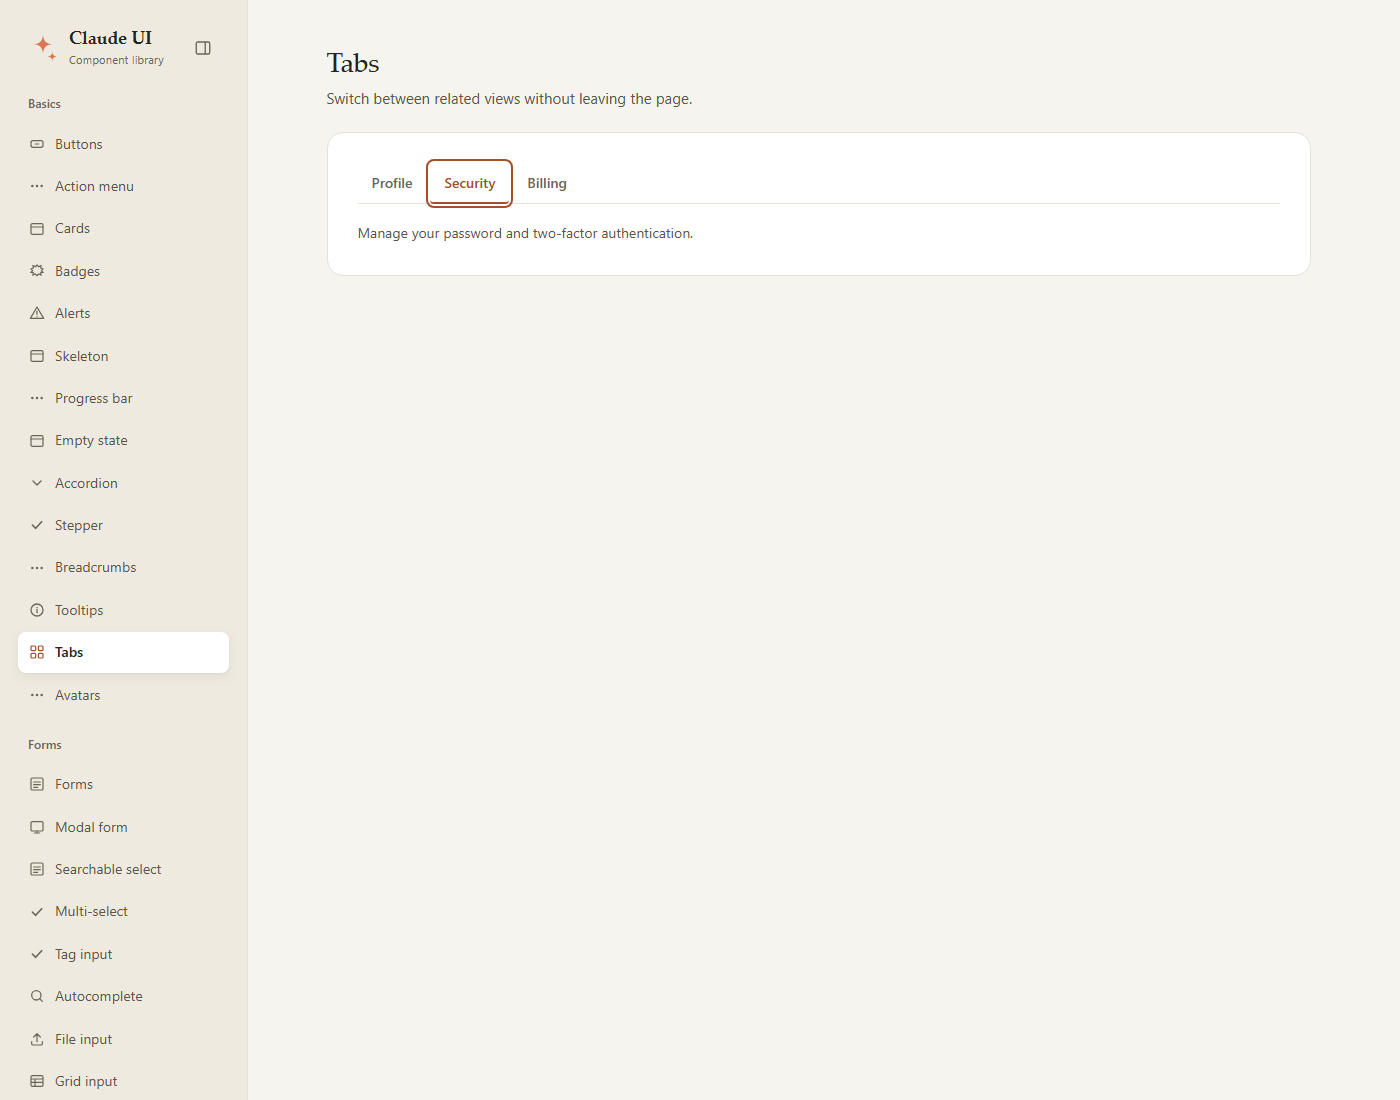 Claude UI
Component library
Basics
Buttons
Action menu
Cards
Badges
Alerts
Skeleton
Progress bar
Empty state
Accordion
Stepper
Breadcrumbs
Tooltips
Tabs
Avatars
Forms
Forms
Modal form
Searchable select
Multi-select
Tag input
Autocomplete
File input
Grid input
Tabs
Switch between related views without leaving the page.
Profile Security Billing
Manage your password and two-factor authentication.